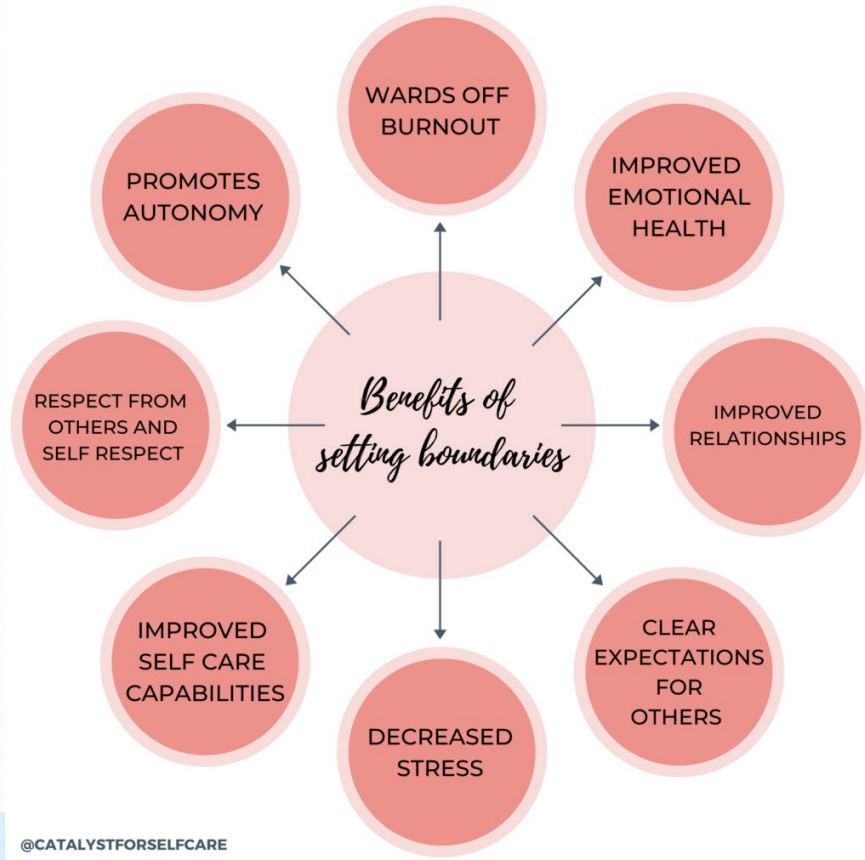 WARDS OFF
BURNOUT
IMPROVED
EMOTIONAL
HEALTH
IMPROVED
RELATIONSHIPS
CLEAR
EXPECTATIONS
FOR
OTHERS
DECREASED
STRESS
IMPROVED
SELF CARE
CAPABILITIES
RESPECT FROM
OTHERS AND
SELF RESPECT
PROMOTES
AUTONOMY
Benefits of
setting boundaries
@CATALYSTFORSELFCARE